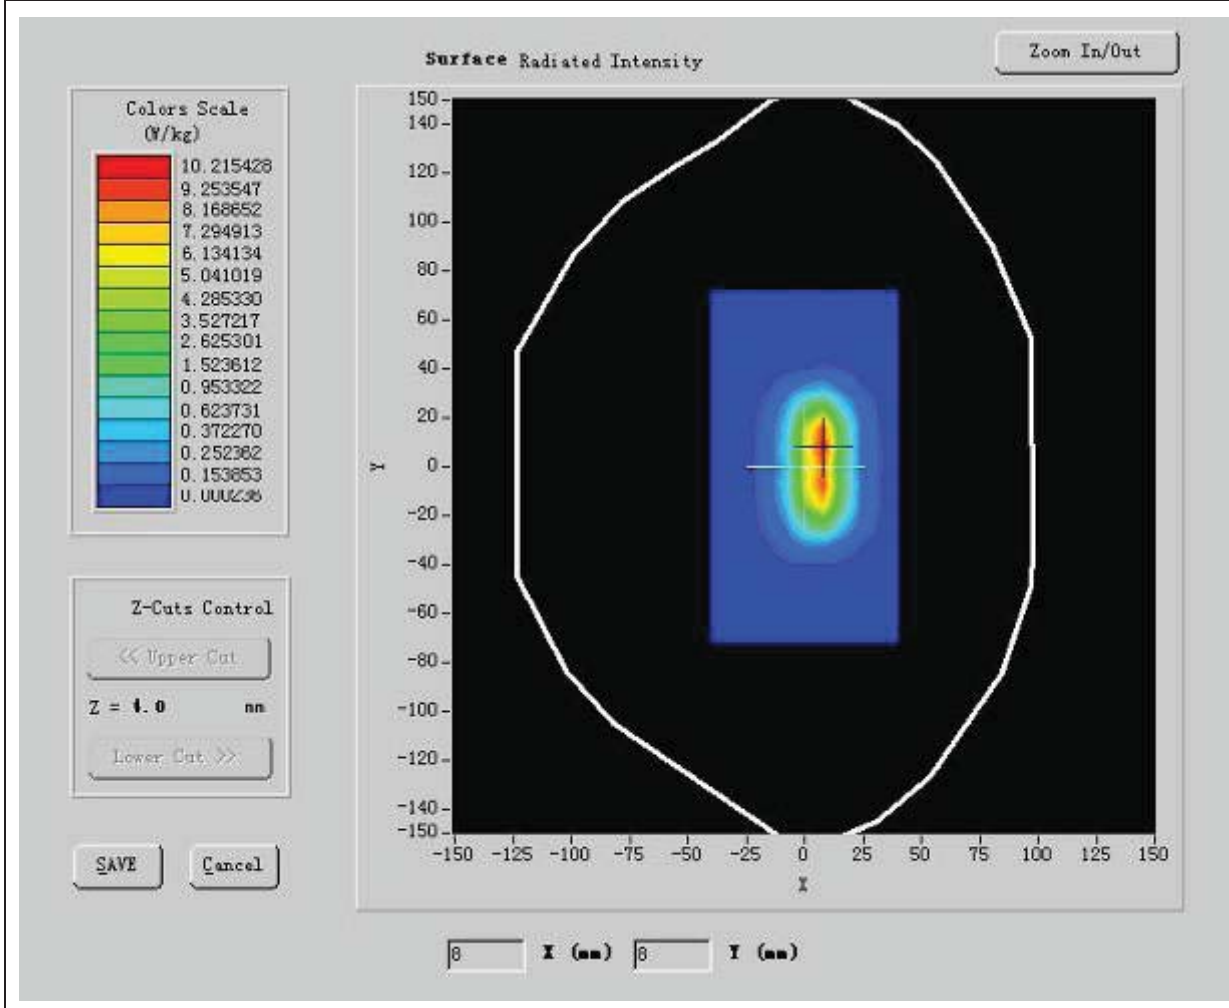 Surface Radiated Intensity
Zoom In/Out
Colors Scale
(W/kg)
10.215428
9.253547
8.168652
7.294913
6.134134
5.041019
4.285330
3.527217
2.625301
1.523612
0.953322
0.623731
0.372270
0.252362
0.153853
0.000236
Z-Cuts Control
<< Upper Cut
Z = 4.0 mm
Lower Cut >>
SAVE
Cancel
150
140
120
100
80
60
40
20
0
-20
-40
-60
-80
-100
-120
-140
-150
Y
-150 -125 -100 -75 -50 -25 0 25 50 75 100 125 150
X
8 X (mm) 8 Y (mm)